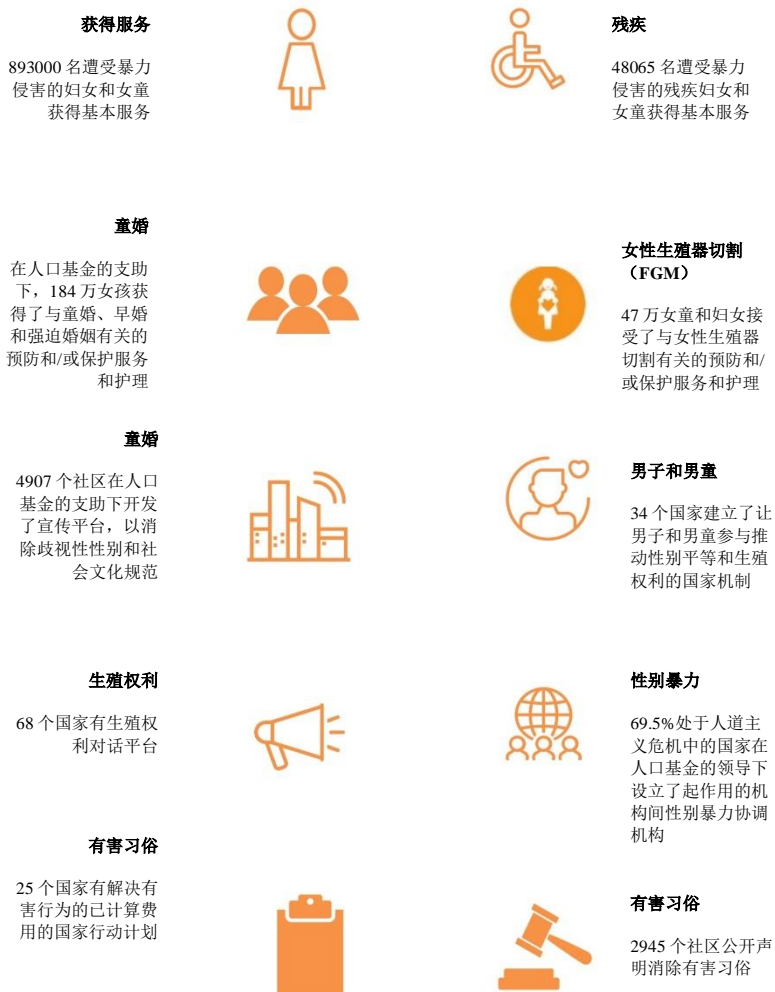 获得服务
893000 名遭受暴力
侵害的妇女和女童
获得基本服务
残疾
48065 名遭受暴力
侵害的残疾妇女和
女童获得基本服务
童婚
在人口基金的支助
下，184 万女孩获
得了与童婚、早婚
和强迫婚姻有关的
预防和/或保护服务
和护理
女性生殖器切割
（FGM）
47 万女童和妇女接
受了与女性生殖器
切割有关的预防和/
或保护服务和护理
童婚
4907 个社区在人口
基金的支助下开发
了宣传平台，以消
除歧视性性别和社
会文化规范
男子和男童
34 个国家建立了让
男子和男童参与推
动性别平等和生殖
权利的国家机制
生殖权利
68 个国家有生殖权
利对话平台
性别暴力
69.5%处于人道主
义危机中的国家在
人口基金的领导下
设立了起作用的机
构间性别暴力协调
机构
有害习俗
25 个国家有解决有
害行为的已计算费
用的国家行动计划
有害习俗
2945 个社区公开声
明消除有害习俗